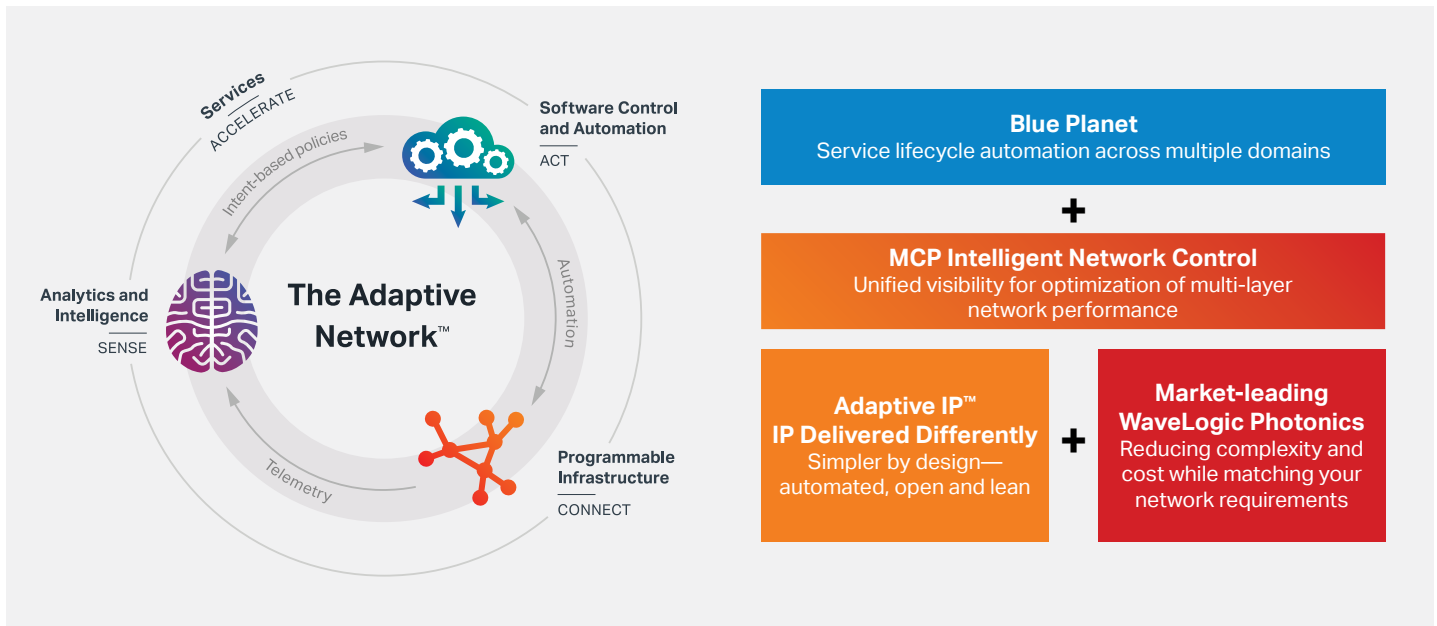 Services
ACCELERATE
Software Control
and Automation
ACT
Intent-based policies
Analytics and
Intelligence
SENSE
The Adaptive
Network™
Automation
Telemetry
Programmable
Infrastructure
CONNECT
Blue Planet
Service lifecycle automation across multiple domains
+
MCP Intelligent Network Control
Unified visibility for optimization of multi-layer
network performance
Adaptive IP™
IP Delivered Differently
Simpler by design—
automated, open and lean
+
Market-leading
WaveLogic Photonics
Reducing complexity and
cost while matching your
network requirements